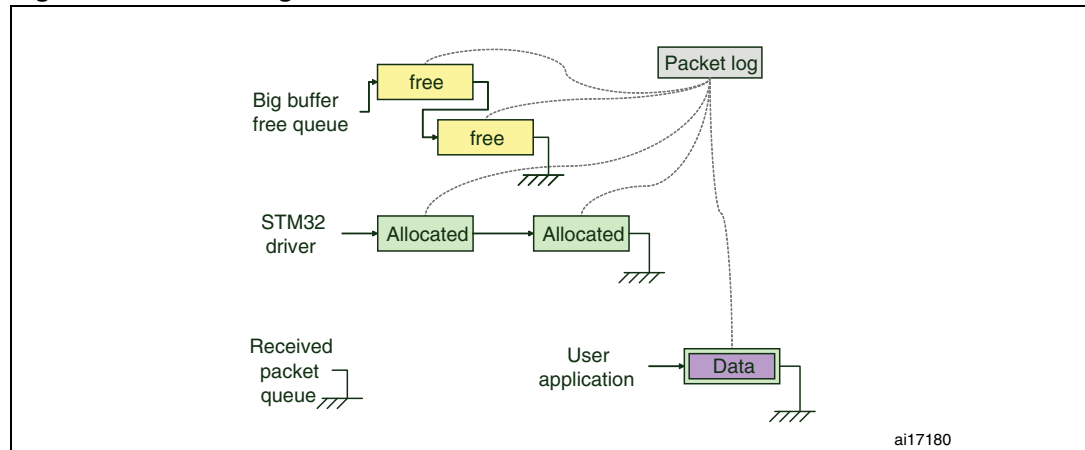 Packet log
free
Big buffer
free queue
free
STM32
driver
Allocated
Allocated
Received
packet
queue
User
application
Data
ai17180